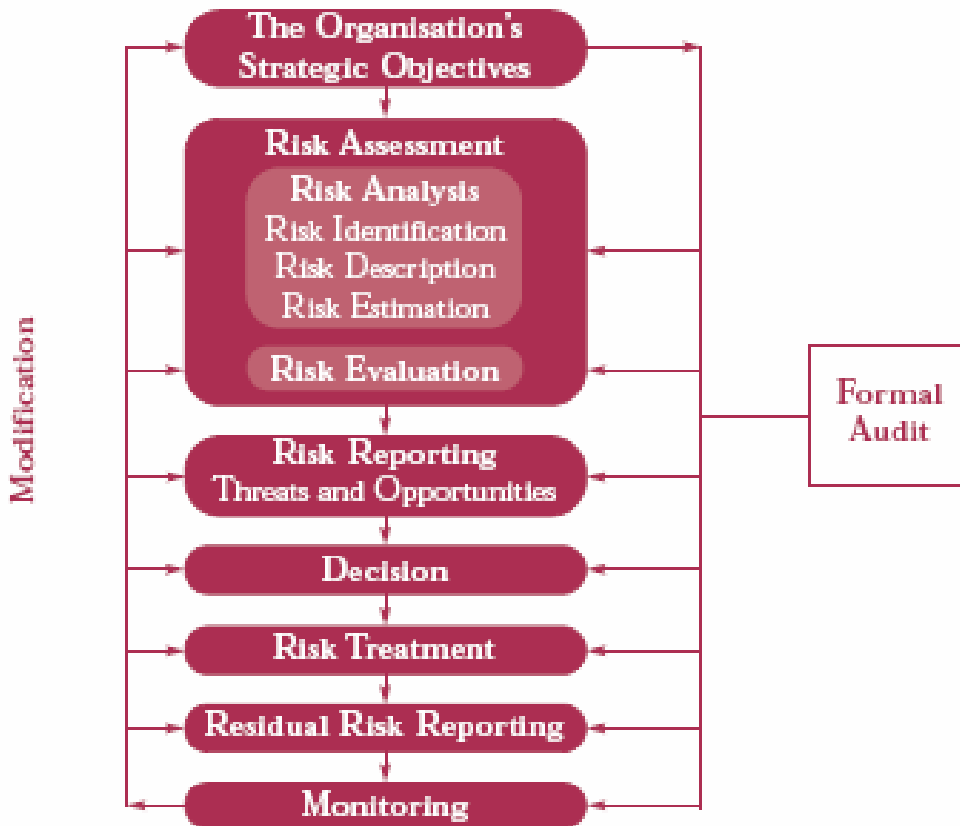 The Organisation's
Strategic Objectives
Risk Assessment
Risk Analysis
Risk Identification
Risk Description
Risk Estimation
Risk Evaluation
Modification
Formal
Audit
Risk Reporting
Threats and Opportunities
Decision
Risk Treatment
Residual Risk Reporting
Monitoring